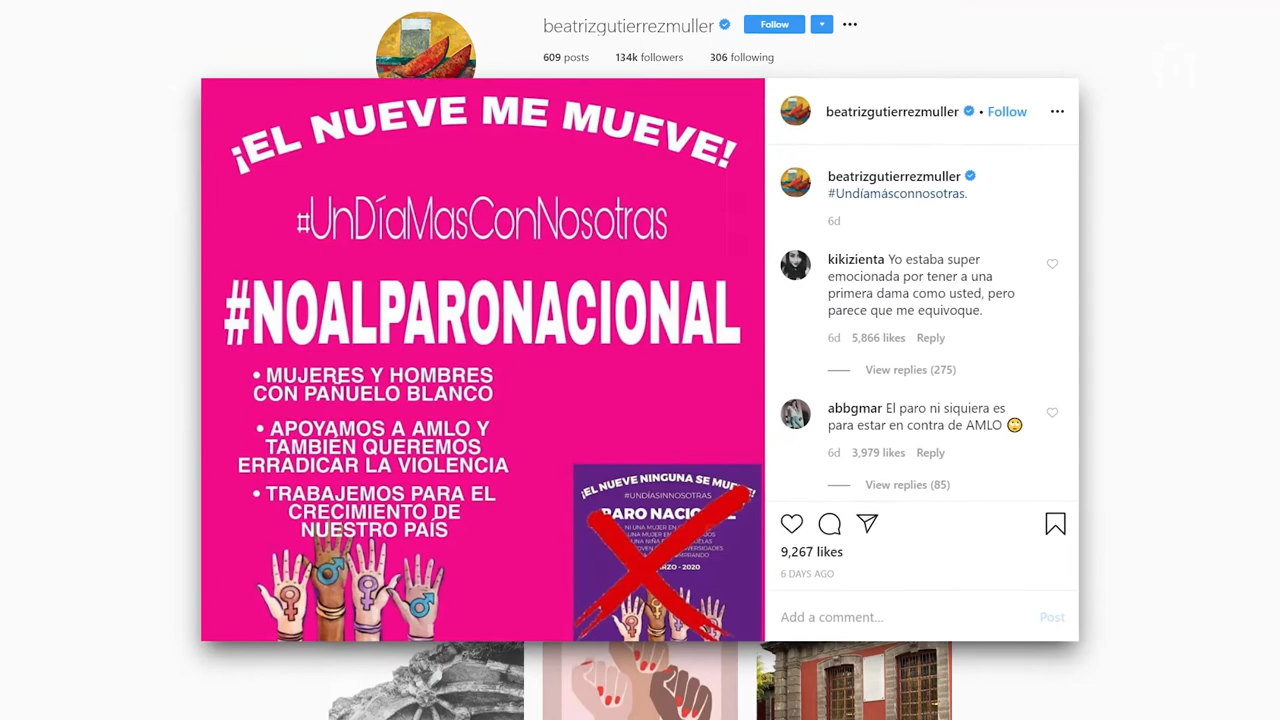 beatrizgutierrezmuller
Follow
609 posts
134k followers
306 following
¡EL NUEVE ME MUEVE!
#UnDíaMasConNosotras
#NOALPARONACIONAL
• MUJERES Y HOMBRES
CON PAÑUELO BLANCO
• APOYAMOS A AMLO Y
TAMBIÉN QUEREMOS
ERRADICAR LA VIOLENCIA
• TRABAJEMOS PARA EL
CRECIMIENTO DE
NUESTRO PAÍS
¡EL NUEVE NINGUNA SE
#UNDÍASINNOSOTRAS
PARO
NI UNA MUJER EN
- 2020
beatrizgutierrezmuller • Follow
beatrizgutierrezmuller
#Undíamásconnosotras.
6d
kikizienta Yo estaba super
emocionada por tener a una
primera dama como usted, pero
parece que me equivoque.
6d 5,866 likes Reply
View replies (275)
abbgmar El paro ni siquiera es
para estar en contra de AMLO 🙄
6d 3,979 likes Reply
View replies (85)
9,267 likes
6 DAYS AGO
Add a comment...
Post